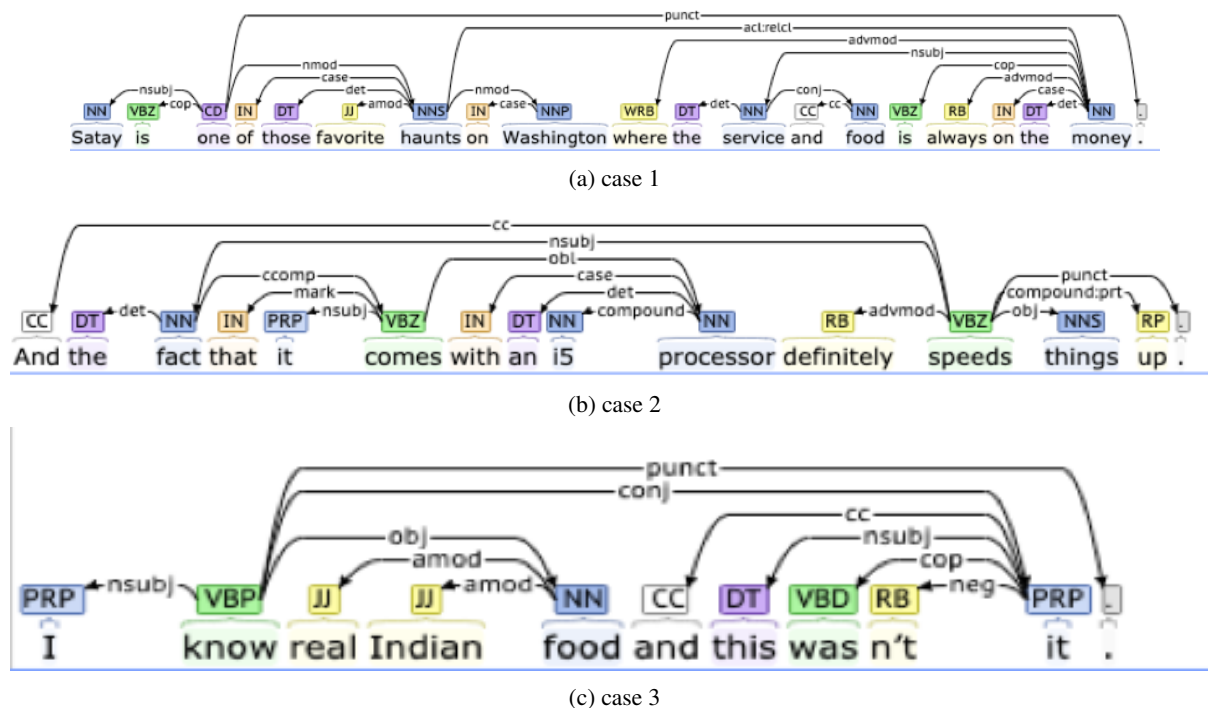 punct
acl:relcl
advmod
nsubj
nmod cop
case conj advmod
nsubj det nmod case
cop amod case det cc det
NN VBZ CD IN DT JJ NNS IN NNP WRB DT NN CC NN VBZ RB IN DT NN .
Satay is one of those favorite haunts on Washington where the service and food is always on the money .
(a) case 1
cc
nsubj
obl
ccomp case punct
mark det compound:prt
det nsubj compound advmod obj
CC DT NN IN PRP VBZ IN DT NN NN RB VBZ NNS RP .
And the fact that it comes with an i5 processor definitely speeds things up .
(b) case 2
punct
conj
cc
obj nsubj
amod cop
nsubj amod neg
PRP VBP JJ JJ NN CC DT VBD RB PRP .
I know real Indian food and this was n't it .
(c) case 3